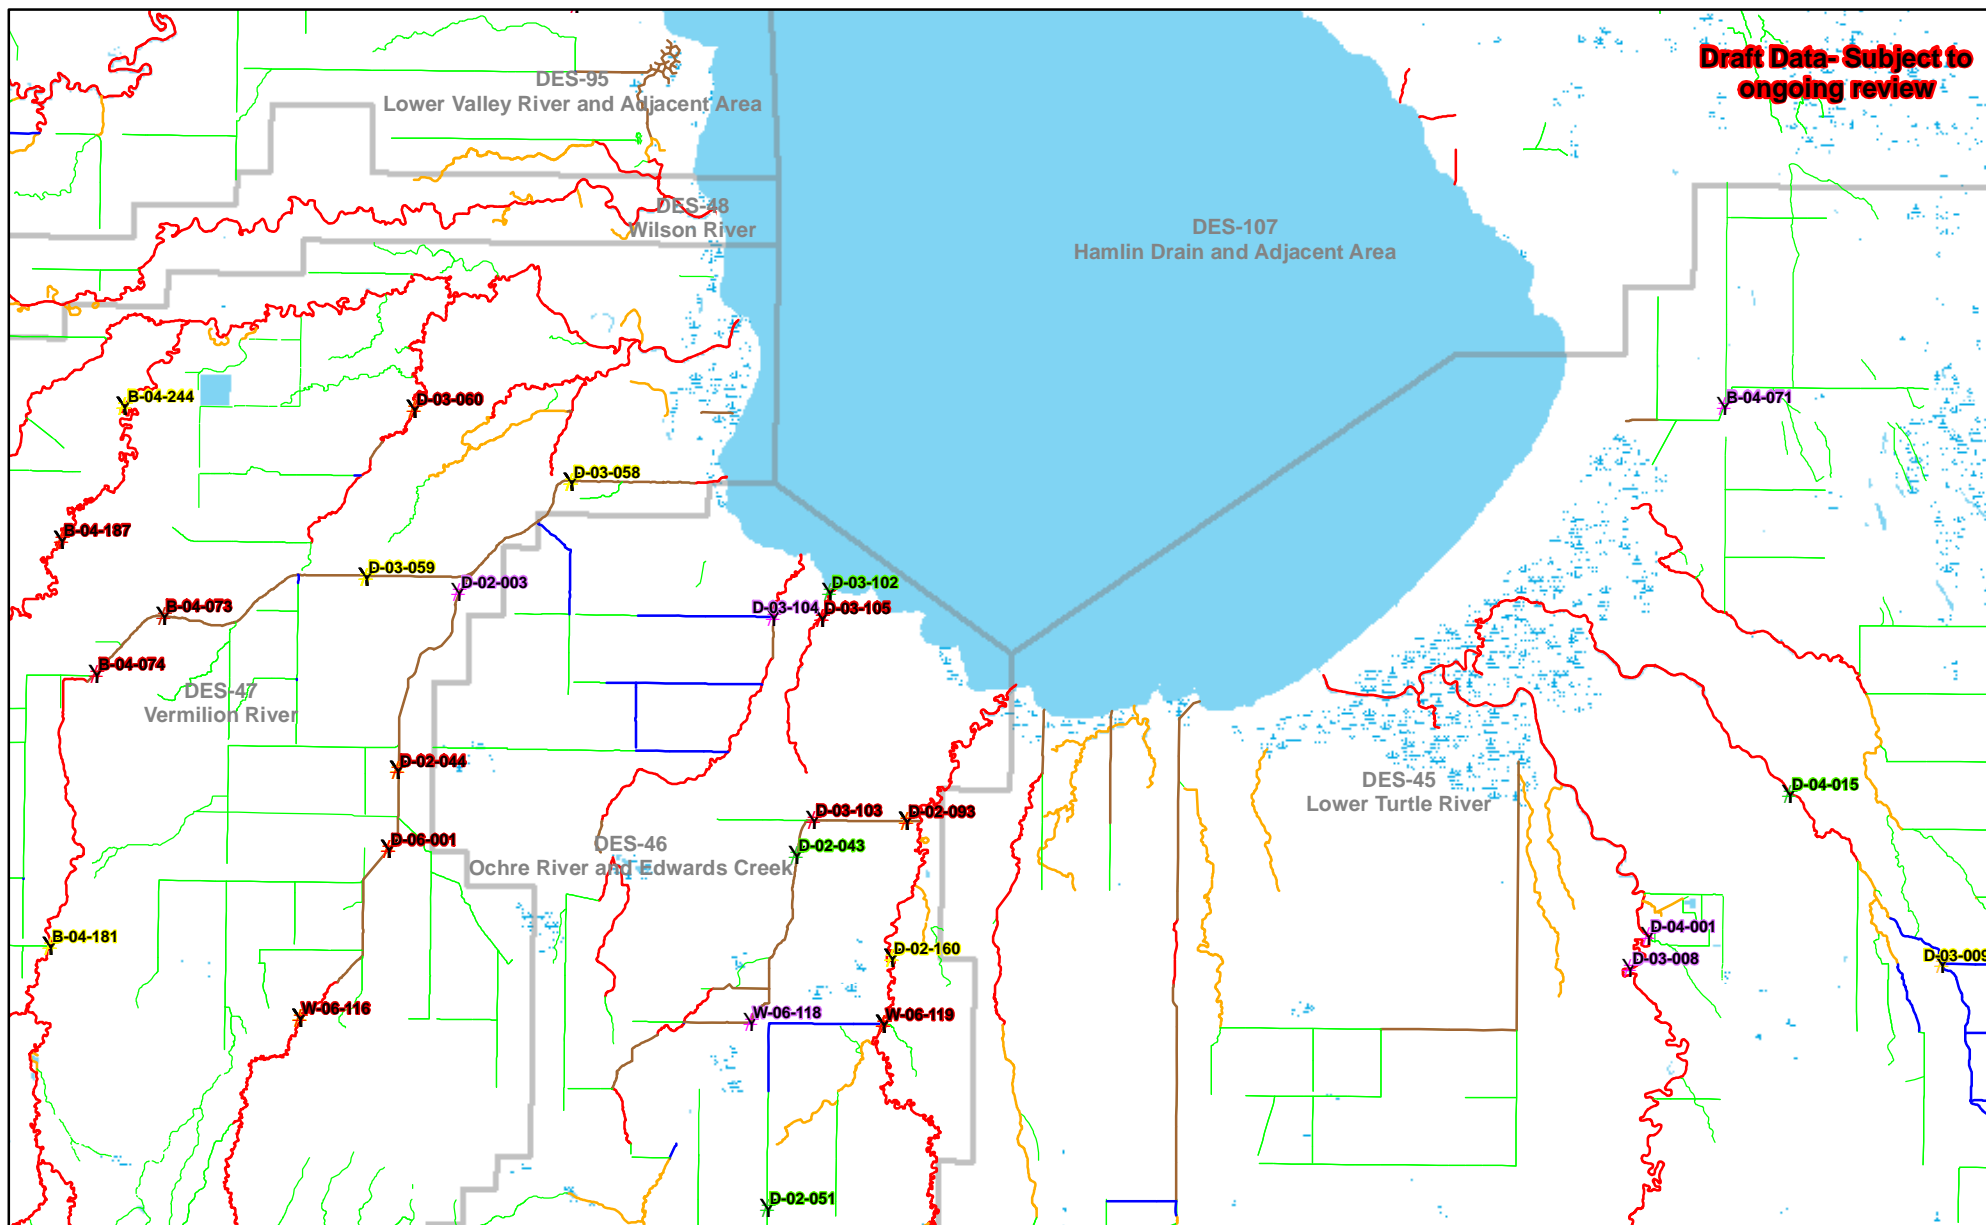 Draft Data- Subject to
ongoing review
DES-95
Lower Valley River and Adjacent Area
DES-48
Wilson River
DES-107
Hamlin Drain and Adjacent Area
B-04-244
D-03-060
B-04-071
D-03-058
B-04-187
D-03-059
D-02-003
D-03-102
B-04-073
D-03-104
D-03-105
B-04-074
DES-47
Vermilion River
D-02-044
DES-45
Lower Turtle River
D-04-015
D-03-103
D-02-093
D-06-001
DES-46
Ochre River and Edwards Creek
D-02-043
B-04-181
D-02-160
D-04-001
D-03-008
D-03-009
W-06-116
W-06-118
W-06-119
D-02-051